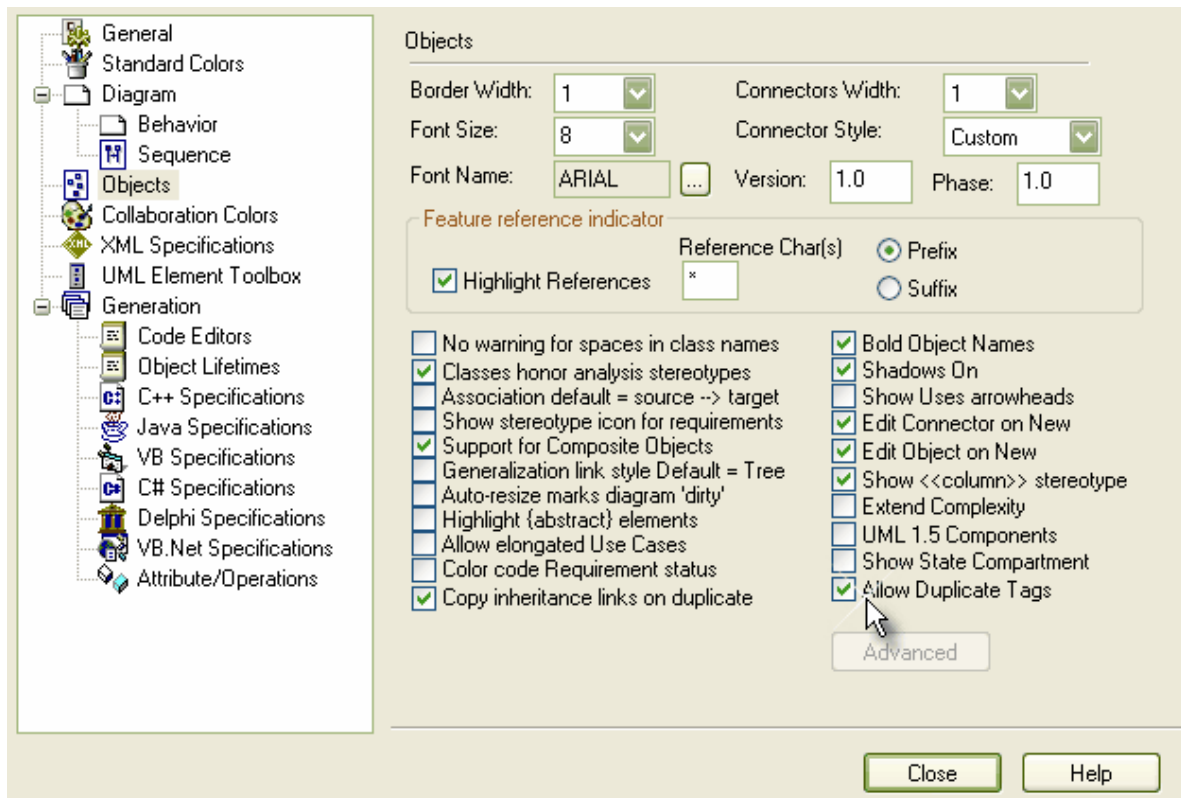 General
Standard Colors
Diagram
Behavior
Sequence
Objects
Collaboration Colors
XML Specifications
UML Element Toolbox
Generation
Code Editors
Object Lifetimes
C++ Specifications
Java Specifications
VB Specifications
C# Specifications
Delphi Specifications
VB.Net Specifications
Attribute/Operations
Objects
Border Width: 1 Connectors Width: 1
Font Size: 8 Connector Style: Custom
Font Name: ARIAL ... Version: 1.0 Phase: 1.0
Feature reference indicator
Reference Char(s) Prefix
Highlight References * Suffix
No warning for spaces in class names
Classes honor analysis stereotypes
Association default = source --> target
Show stereotype icon for requirements
Support for Composite Objects
Generalization link style Default = Tree
Auto-resize marks diagram 'dirty'
Highlight {abstract} elements
Allow elongated Use Cases
Color code Requirement status
Copy inheritance links on duplicate
Bold Object Names
Shadows On
Show Uses arrowheads
Edit Connector on New
Edit Object on New
Show <<column>> stereotype
Extend Complexity
UML 1.5 Components
Show State Compartment
Allow Duplicate Tags
Advanced
Close Help